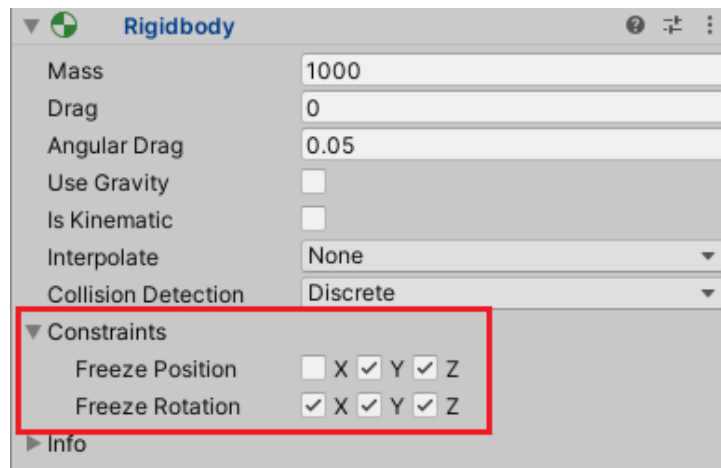 Rigidbody
Mass 1000
Drag 0
Angular Drag 0.05
Use Gravity
Is Kinematic
Interpolate None
Collision Detection Discrete
Constraints
Freeze Position X Y Z
Freeze Rotation X Y Z
Info